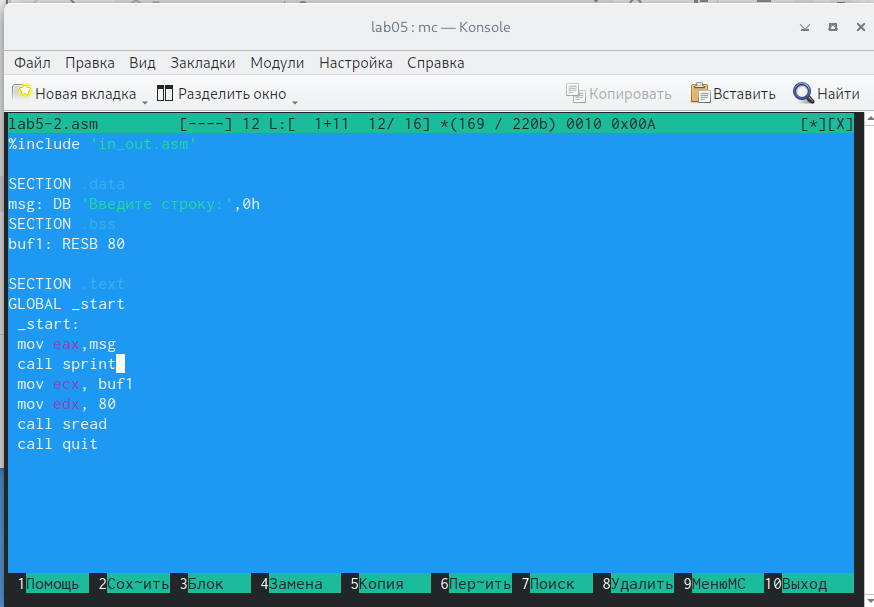 lab05 : mc — Konsole
Файл Правка Вид Закладки Модули Настройка Справка
Новая вкладка Разделить окно Копировать Вставить Найти
lab5-2.asm [----] 12 L:[ 1+11 12/ 16] *(169 / 220b) 0010 0x00A [*][X]
%include 'in_out.asm'
SECTION .data
msg: DB 'Введите строку:',0h
SECTION .bss
buf1: RESB 80
SECTION .text
GLOBAL _start
_start:
mov eax,msg
call sprint
mov ecx, buf1
mov edx, 80
call sread
call quit
1Помощь 2Сох~ить 3Блок 4Замена 5Копия 6Пер~ить 7Поиск 8Удалить 9МенюМС 10Выход